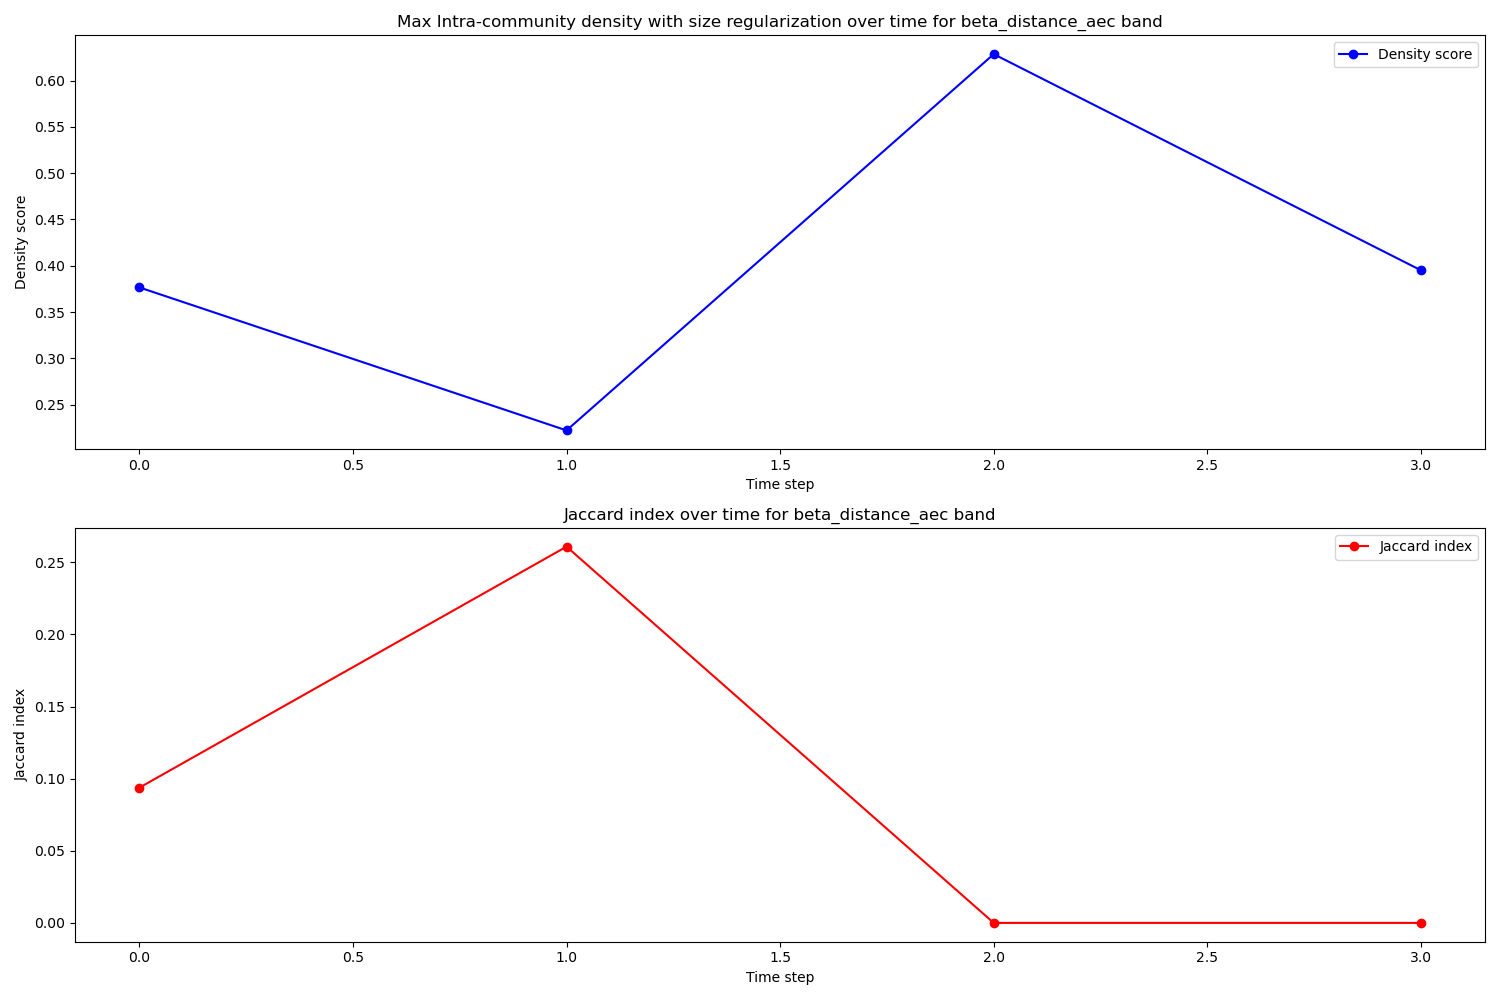 Max Intra-community density with size regularization over time for beta_distance_aec band
Density score
0.60
0.55
0.50
0.45
0.40
0.35
0.30
0.25
Density score
0.0 0.5 1.0 1.5 2.0 2.5 3.0
Time step
Jaccard index over time for beta_distance_aec band
Jaccard index
0.25
0.20
0.15
0.10
0.05
0.00
Jaccard index
0.0 0.5 1.0 1.5 2.0 2.5 3.0
Time step